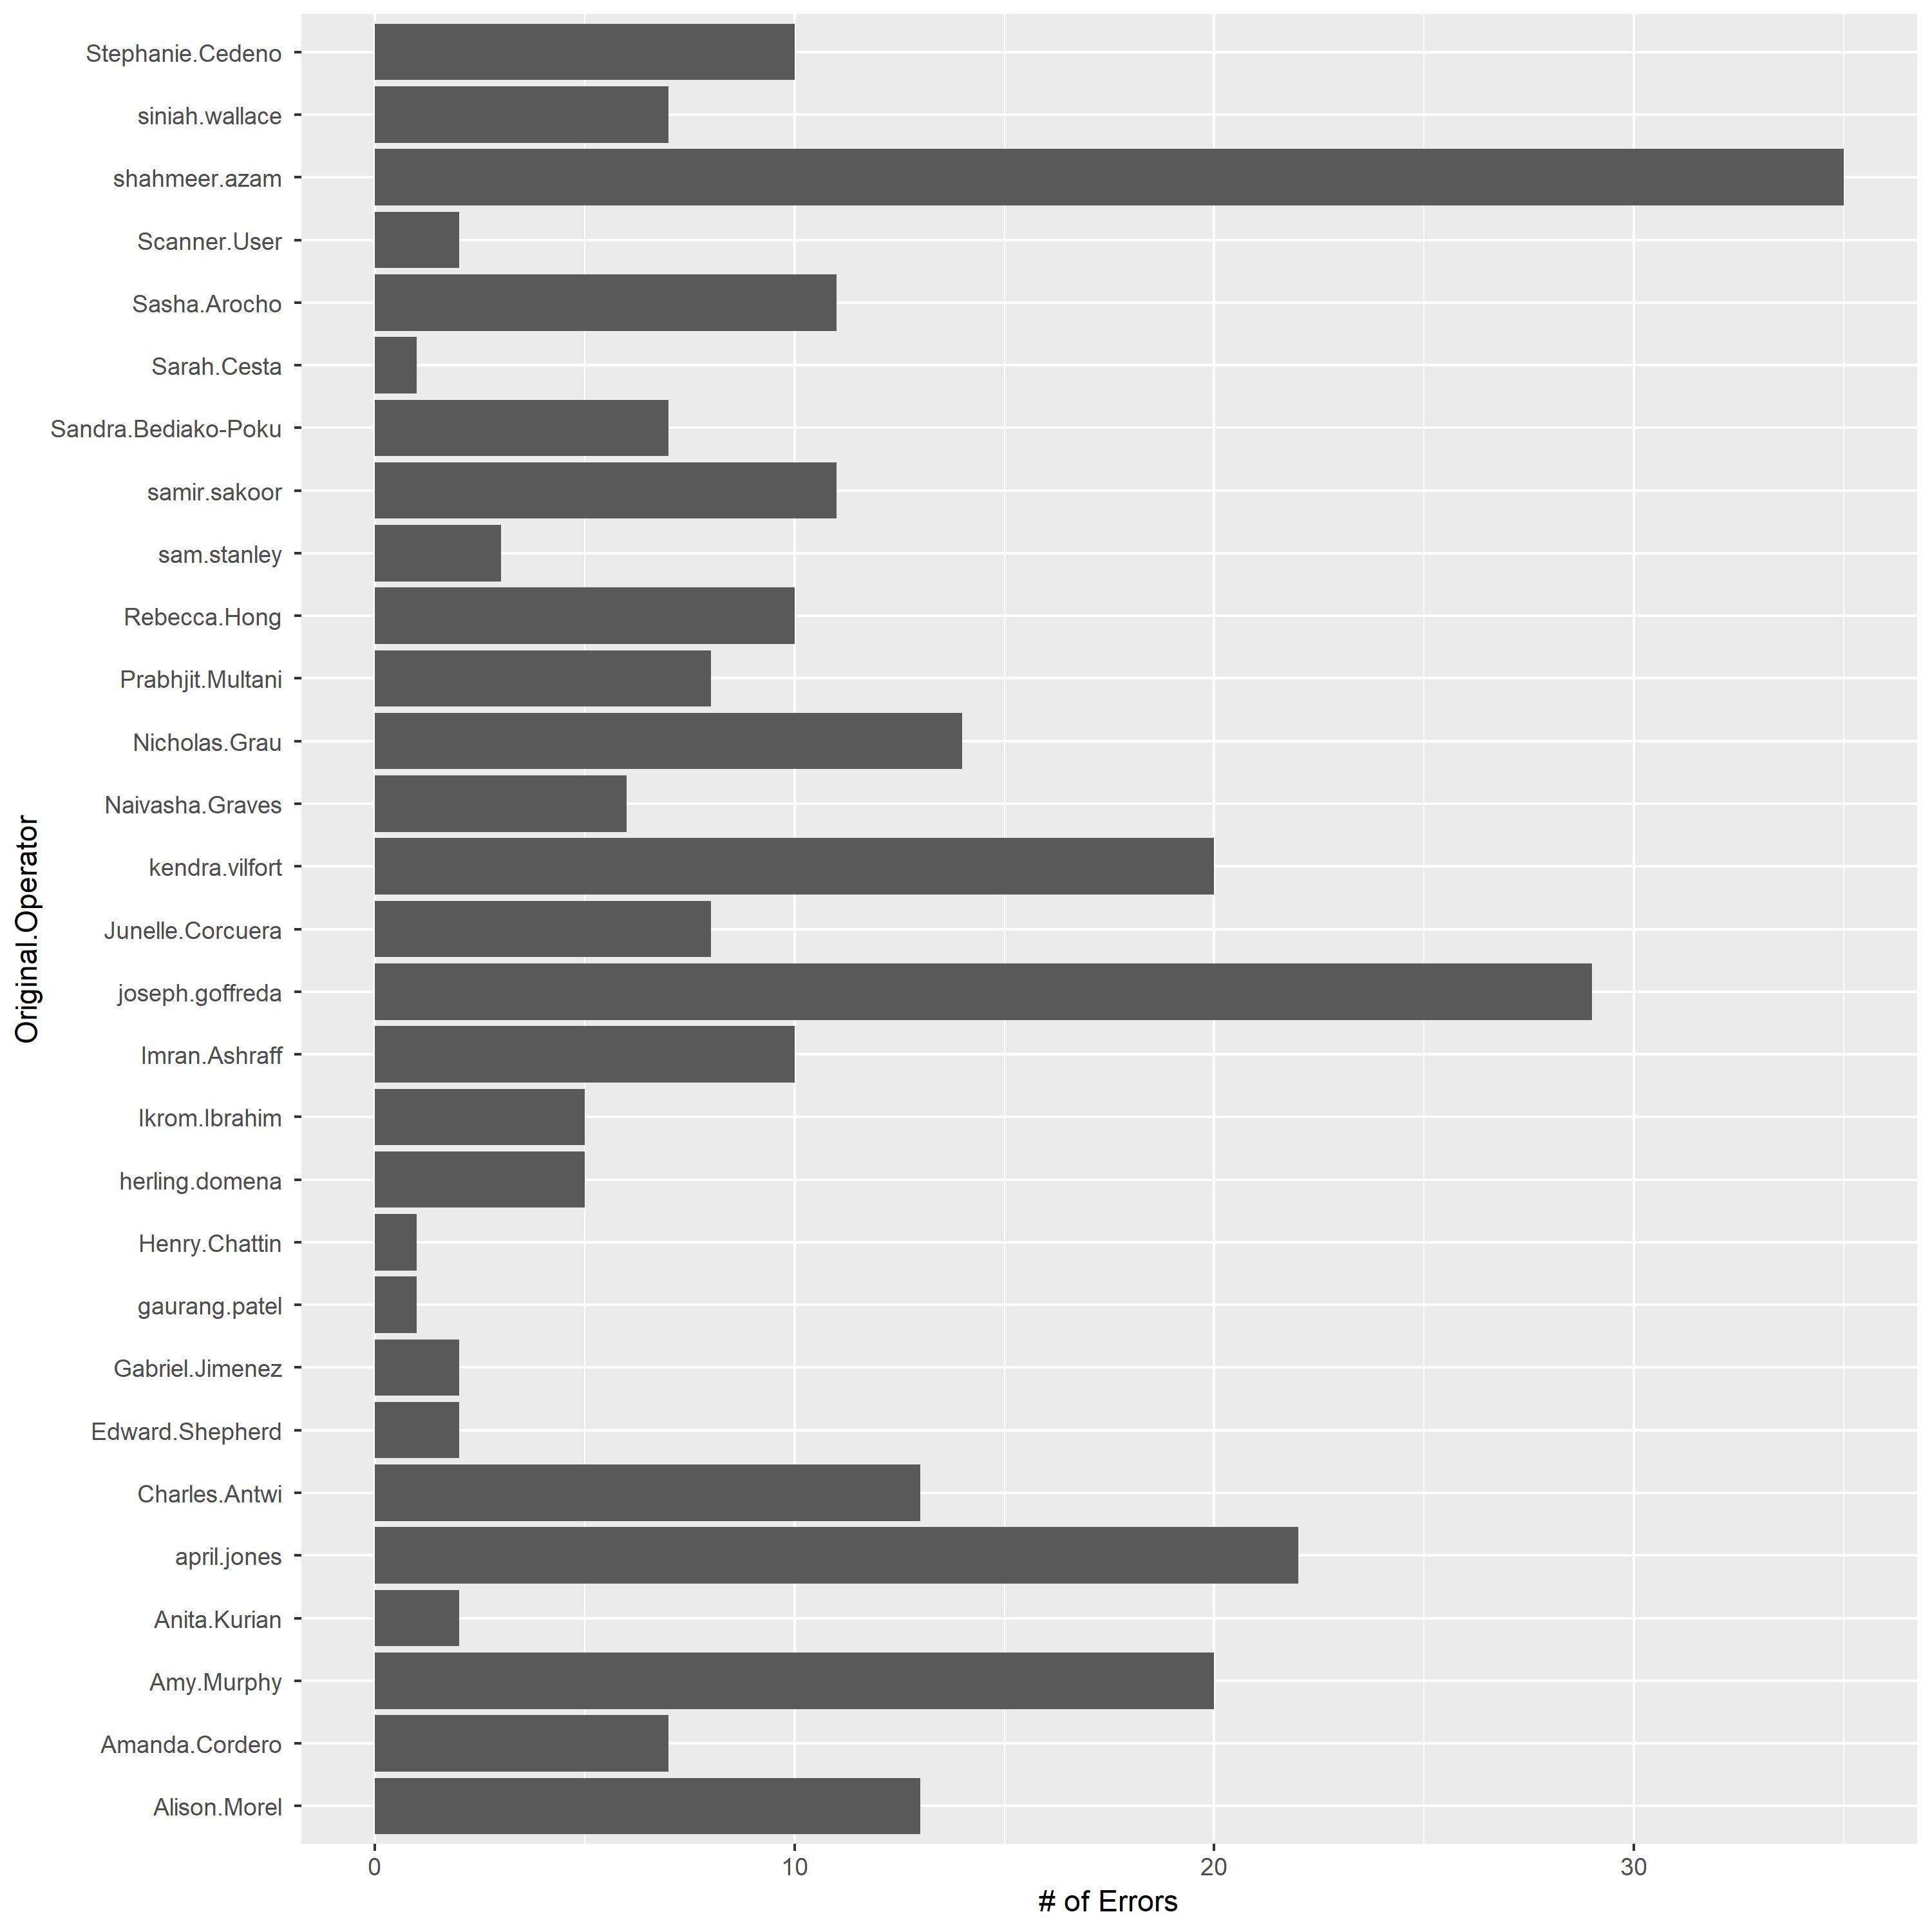 Stephanie.Cedeno
siniah.wallace
shahmeer.azam
Scanner.User
Sasha.Arocho
Sarah.Cesta
Sandra.Bediako-Poku
samir.sakoor
sam.stanley
Rebecca.Hong
Prabhjit.Multani
Nicholas.Grau
Naivasha.Graves
kendra.vilfort
Junelle.Corcuera
joseph.goffreda
Imran.Ashraff
Ikrom.Ibrahim
herling.domena
Henry.Chattin
gaurang.patel
Gabriel.Jimenez
Edward.Shepherd
Charles.Antwi
april.jones
Anita.Kurian
Amy.Murphy
Amanda.Cordero
Alison.Morel
Original.Operator
0 10 20 30
# of Errors